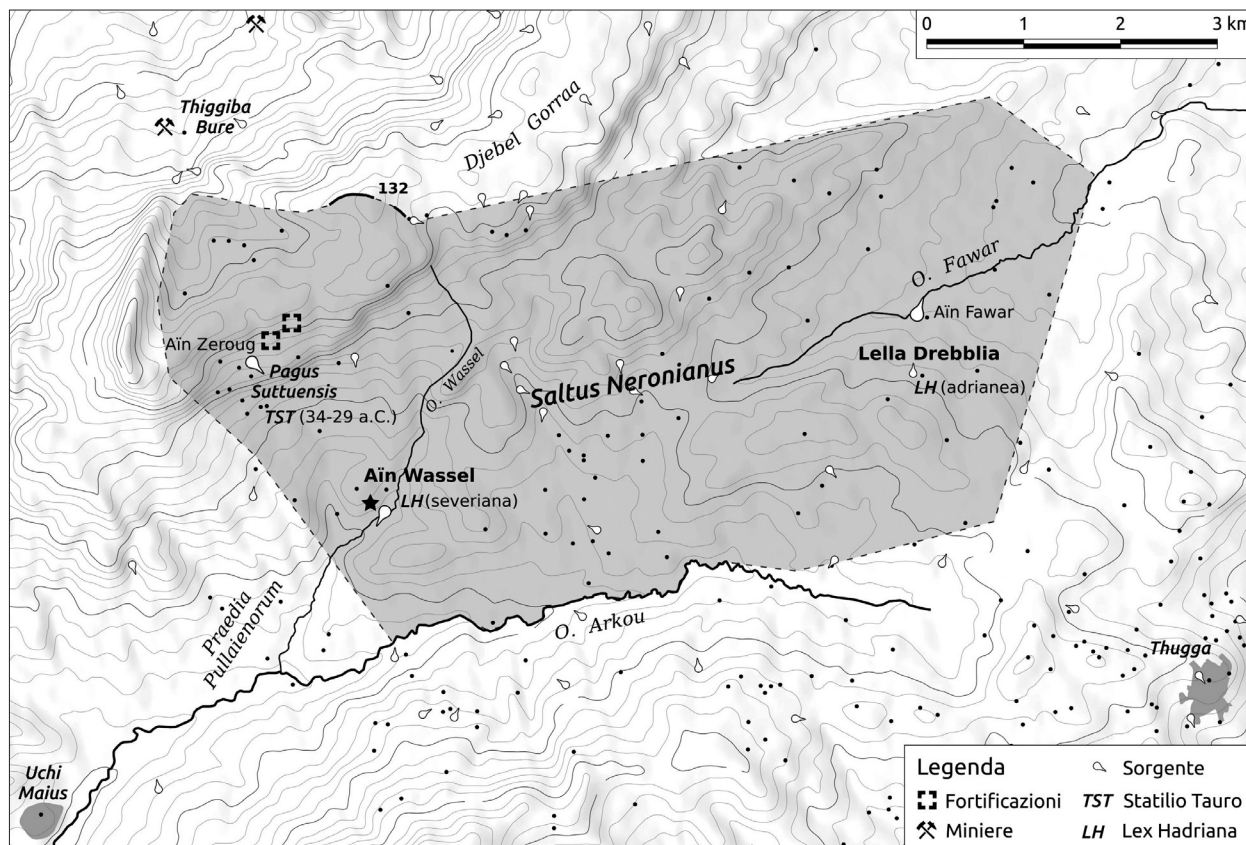 0 1 2 3 km
Thiggiba
Bure
Djebel Gorraa
132
O. Fawar
Aïn Fawar
Aïn Zeroug
Pagus
Suttuensis
TST (34-29 a.C.)
O. Wassel
Saltus Neronianus
Lella Drebblia
LH (adrianea)
Aïn Wassel
LH (severiana)
Praedia
Pullaienorum
O. Arkou
Thugga
Uchi
Maius
Legenda
Fortificazioni
Miniere
Sorgente
TST Statilio Tauro
LH Lex Hadriana